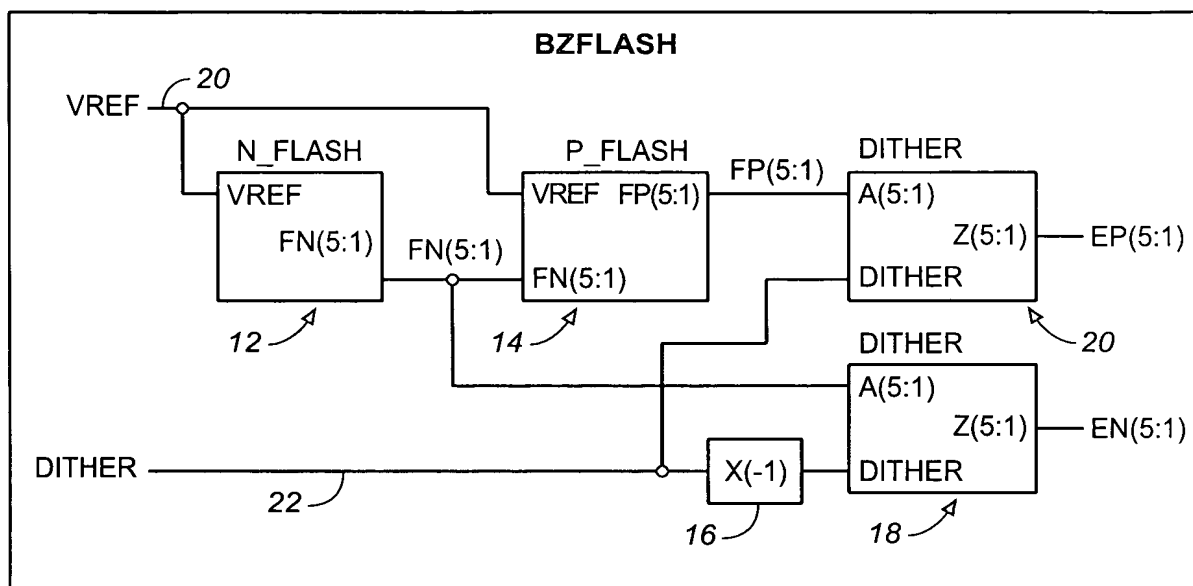 BZFLASH
20
VREF
N_FLASH
P_FLASH
DITHER
VREF
FN(5:1)
FN(5:1)
VREF FP(5:1)
FN(5:1)
FP(5:1)
A(5:1)
Z(5:1)
DITHER
EP(5:1)
12
14
20
DITHER
A(5:1)
Z(5:1)
DITHER
EN(5:1)
DITHER
22
X(-1)
16
18